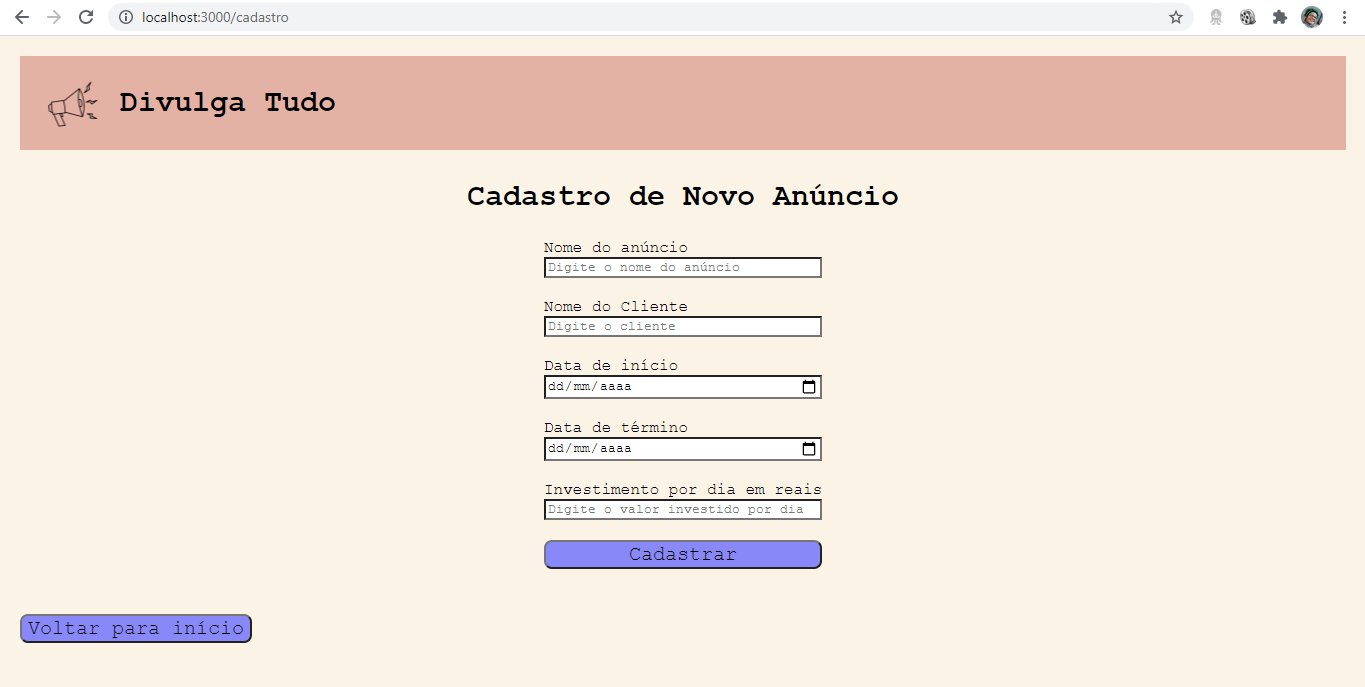 localhost:3000/cadastro
Divulga Tudo
Cadastro de Novo Anúncio
Nome do anúncio
Digite o nome do anúncio
Nome do Cliente
Digite o cliente
Data de início
dd/mm/aaaa
Data de término
dd/mm/aaaa
Investimento por dia em reais
Digite o valor investido por dia
Cadastrar
Voltar para início